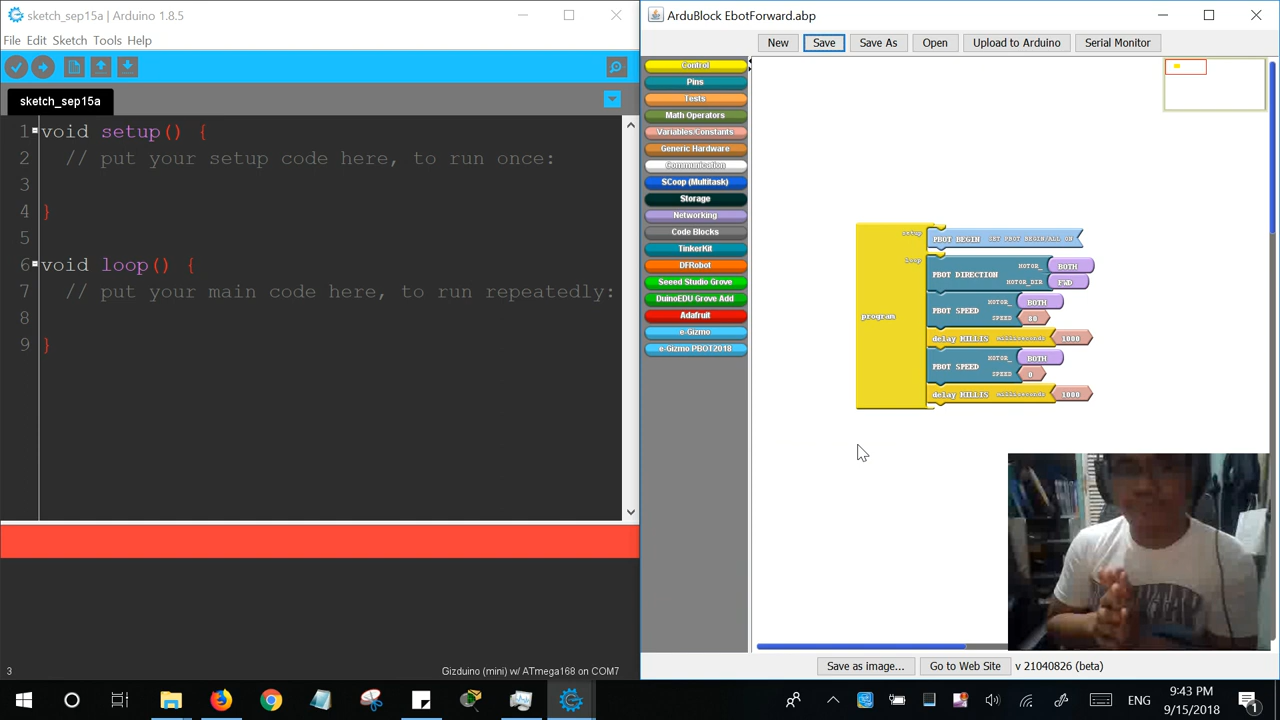 sketch_sep15a | Arduino 1.8.5
File Edit Sketch Tools Help
sketch_sep15a
1 void setup() {
2 // put your setup code here, to run once:
3
4 }
5
6 void loop() {
7 // put your main code here, to run repeatedly:
8
9 }
3
Gizduino (mini) w/ ATmega168 on COM7
ArduBlock EbotForward.abp
New Save Save As Open Upload to Arduino Serial Monitor
Control
Pins
Tests
Math Operators
Variables/Constants
Generic Hardware
Communication
SCoop (Multitask)
Storage
Networking
Code Blocks
TinkerKit
DFRobot
Seeed Studio Grove
DuinoEDU Grove Add
Adafruit
e-Gizmo
e-Gizmo PBOT2018
program
setup
PBOT BEGIN SET PBOT BEGIN/ALL ON
loop
PBOT DIRECTION MOTOR_ BOTH
MOTOR_DIR FWD
PBOT SPEED MOTOR_ BOTH
SPEED 80
delay MILLIS milliseconds 1000
PBOT SPEED MOTOR_ BOTH
SPEED 0
delay MILLIS milliseconds 1000
Save as image... Go to Web Site v 21040826 (beta)
ENG
9:43 PM
9/15/2018
1